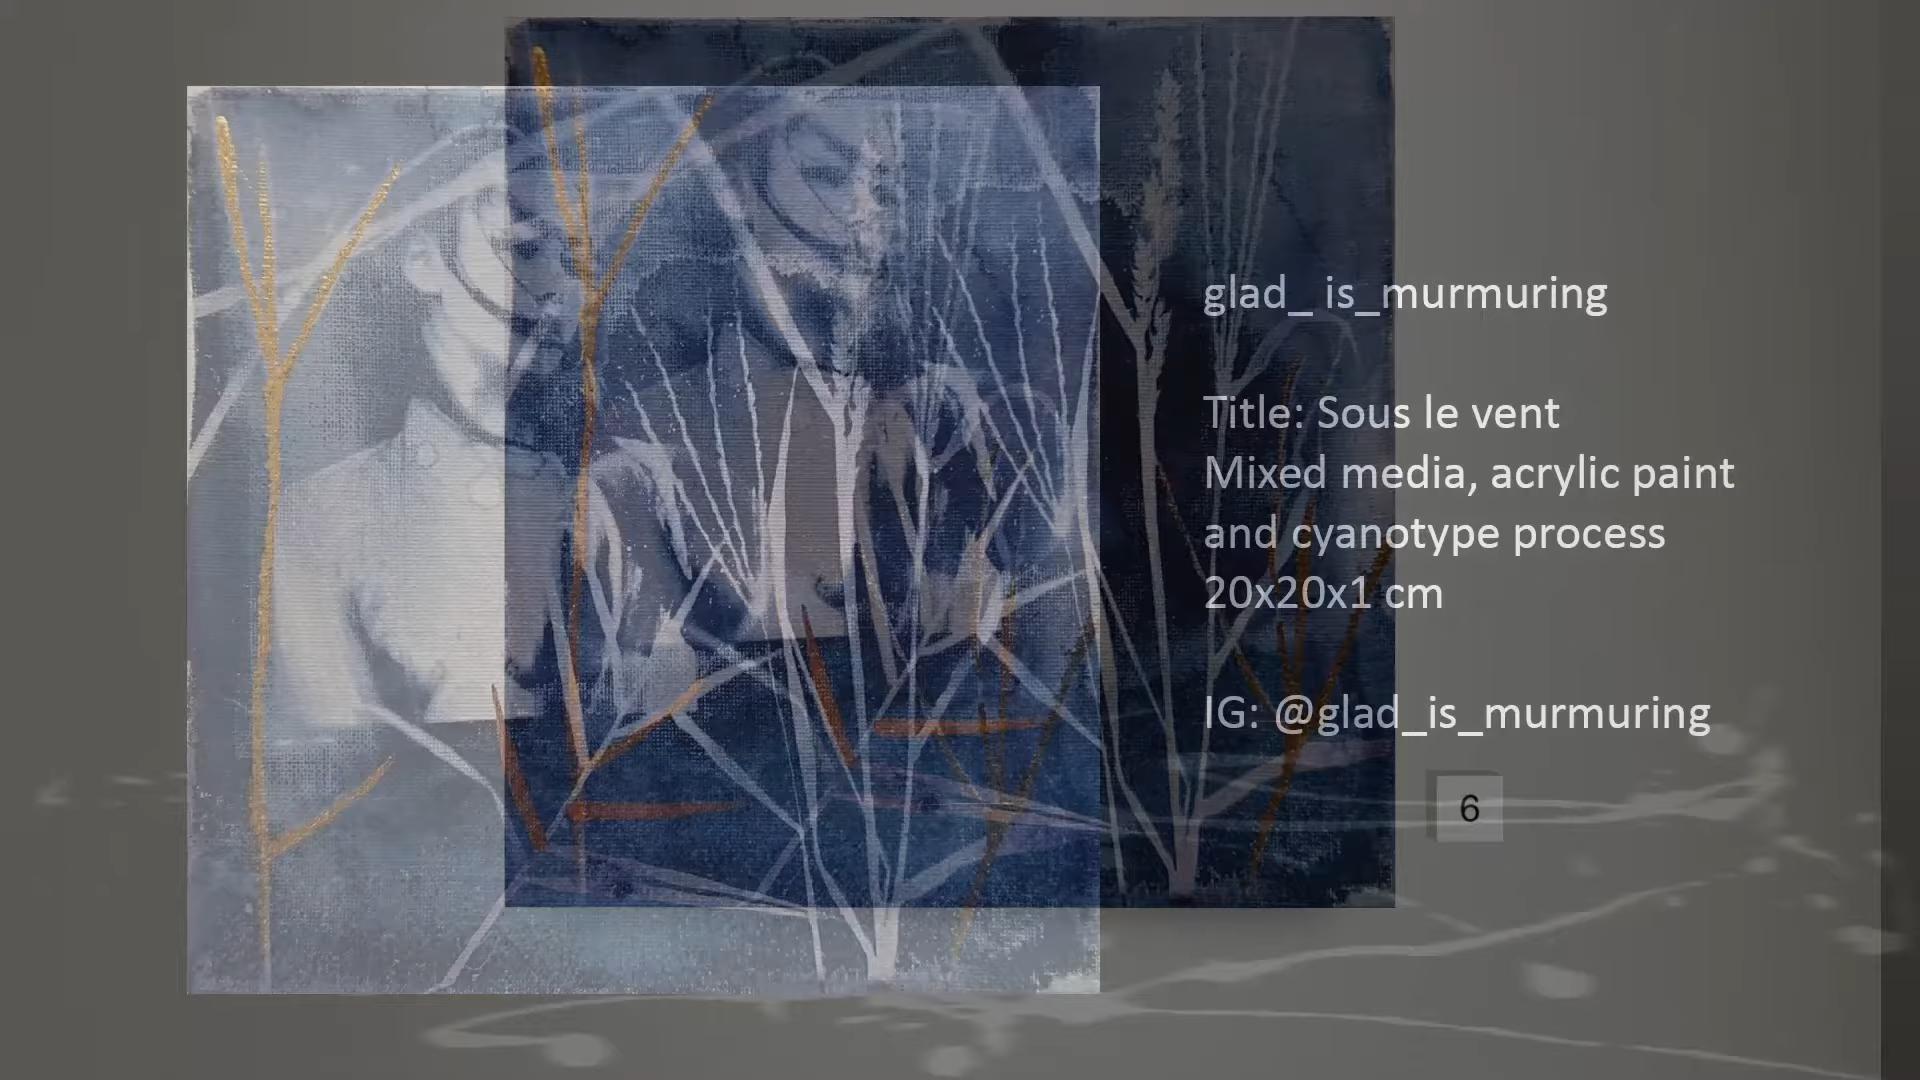 glad_ is_murmuring
Title: Sous le vent
Mixed media, acrylic paint
and cyanotype process
20x20x1 cm
IG: @glad_is_murmuring
6